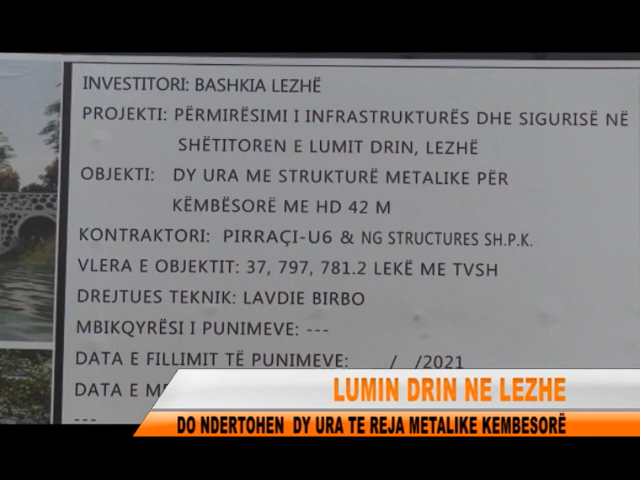 INVESTITORI: BASHKIA LEZHË
PROJEKTI: PËRMIRËSIMI I INFRASTRUKTURËS DHE SIGURISË NË
SHËTITOREN E LUMIT DRIN, LEZHË
OBJEKTI: DY URA ME STRUKTURË METALIKE PËR
KËMBËSORË ME HD 42 M
KONTRAKTORI: PIRRAÇI-U6 & NG STRUCTURES SH.P.K.
VLERA E OBJEKTIT: 37, 797, 781.2 LEKË ME TVSH
DREJTUES TEKNIK: LAVDIE BIRBO
MBIKQYRËSI I PUNIMEVE: ---
DATA E FILLIMIT TË PUNIMEVE: _ / /2021
DATA E
---
LUMIN DRIN NE LEZHE
DO NDERTOHEN DY URA TE REJA METALIKE KEMBESORË